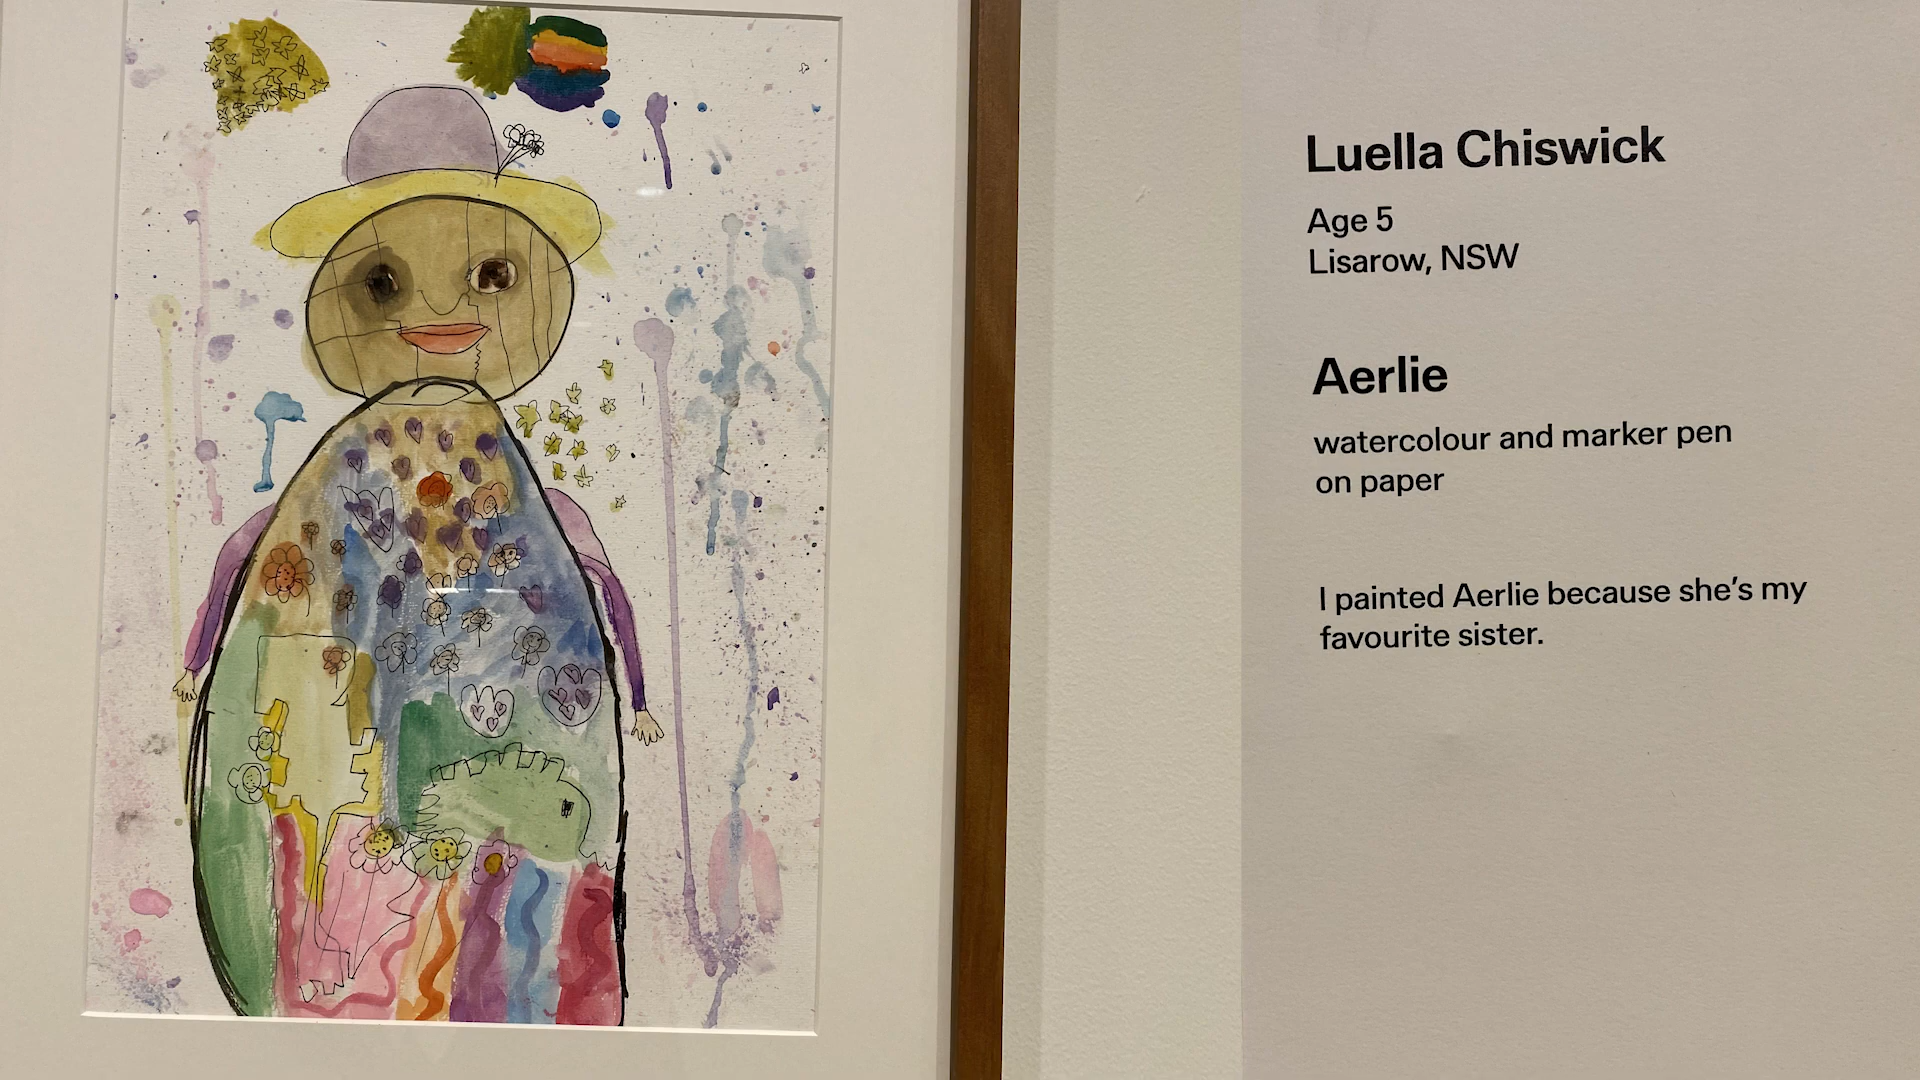 Luella Chiswick
Age 5
Lisarow, NSW
Aerlie
watercolour and marker pen
on paper
I painted Aerlie because she's my
favourite sister.